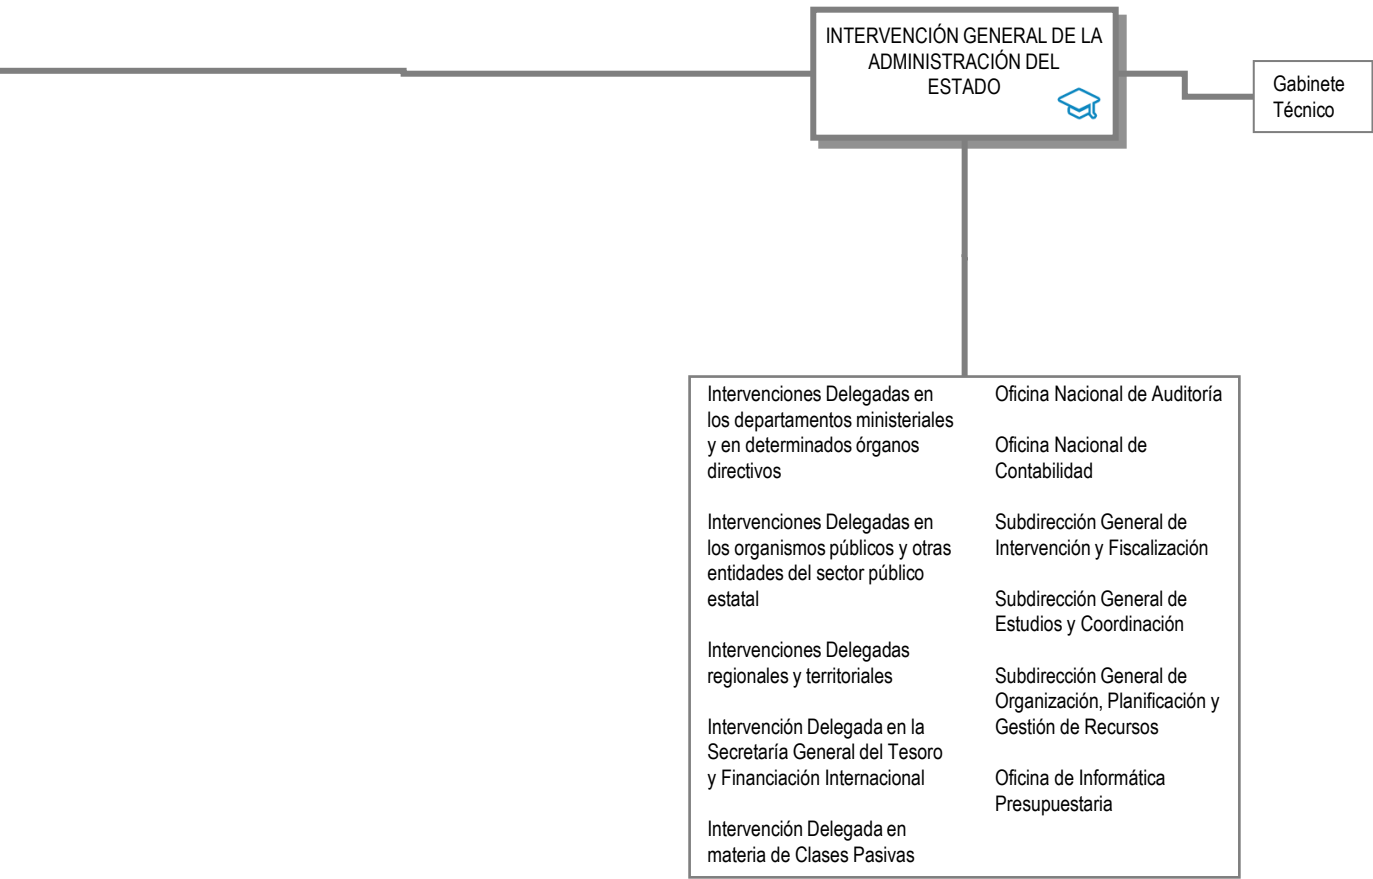 INTERVENCIÓN GENERAL DE LA
ADMINISTRACIÓN DEL
ESTADO
Gabinete
Técnico
Intervenciones Delegadas en
los departamentos ministeriales
y en determinados órganos
directivos
Intervenciones Delegadas en
los organismos públicos y otras
entidades del sector público
estatal
Intervenciones Delegadas
regionales y territoriales
Intervención Delegada en la
Secretaría General del Tesoro
y Financiación Internacional
Intervención Delegada en
materia de Clases Pasivas
Oficina Nacional de Auditoría
Oficina Nacional de
Contabilidad
Subdirección General de
Intervención y Fiscalización
Subdirección General de
Estudios y Coordinación
Subdirección General de
Organización, Planificación y
Gestión de Recursos
Oficina de Informática
Presupuestaria